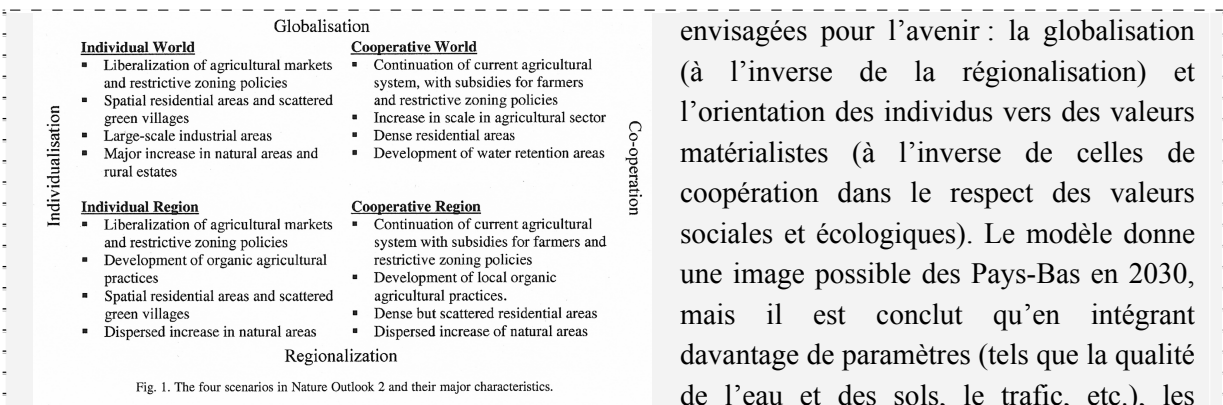 Globalisation
Individualisation
Individual World
▪ Liberalization of agricultural markets
and restrictive zoning policies
▪ Spatial residential areas and scattered
green villages
▪ Large-scale industrial areas
▪ Major increase in natural areas and
rural estates
Cooperative World
▪ Continuation of current agricultural
system, with subsidies for farmers
and restrictive zoning policies
▪ Increase in scale in agricultural sector
▪ Dense residential areas
▪ Development of water retention areas
Co-operation
Individual Region
▪ Liberalization of agricultural markets
and restrictive zoning policies
▪ Development of organic agricultural
practices
▪ Spatial residential areas and scattered
green villages
▪ Dispersed increase in natural areas
Cooperative Region
▪ Continuation of current agricultural
system with subsidies for farmers and
restrictive zoning policies
▪ Development of local organic
agricultural practices.
▪ Dense but scattered residential areas
▪ Dispersed increase of natural areas
Regionalization
Fig. 1. The four scenarios in Nature Outlook 2 and their major characteristics.
envisagées pour l'avenir : la globalisation
(à l'inverse de la régionalisation) et
l'orientation des individus vers des valeurs
matérialistes (à l'inverse de celles de
coopération dans le respect des valeurs
sociales et écologiques). Le modèle donne
une image possible des Pays-Bas en 2030,
mais il est conclut qu'en intégrant
davantage de paramètres (tels que la qualité
de l'eau et des sols, le trafic, etc.), les